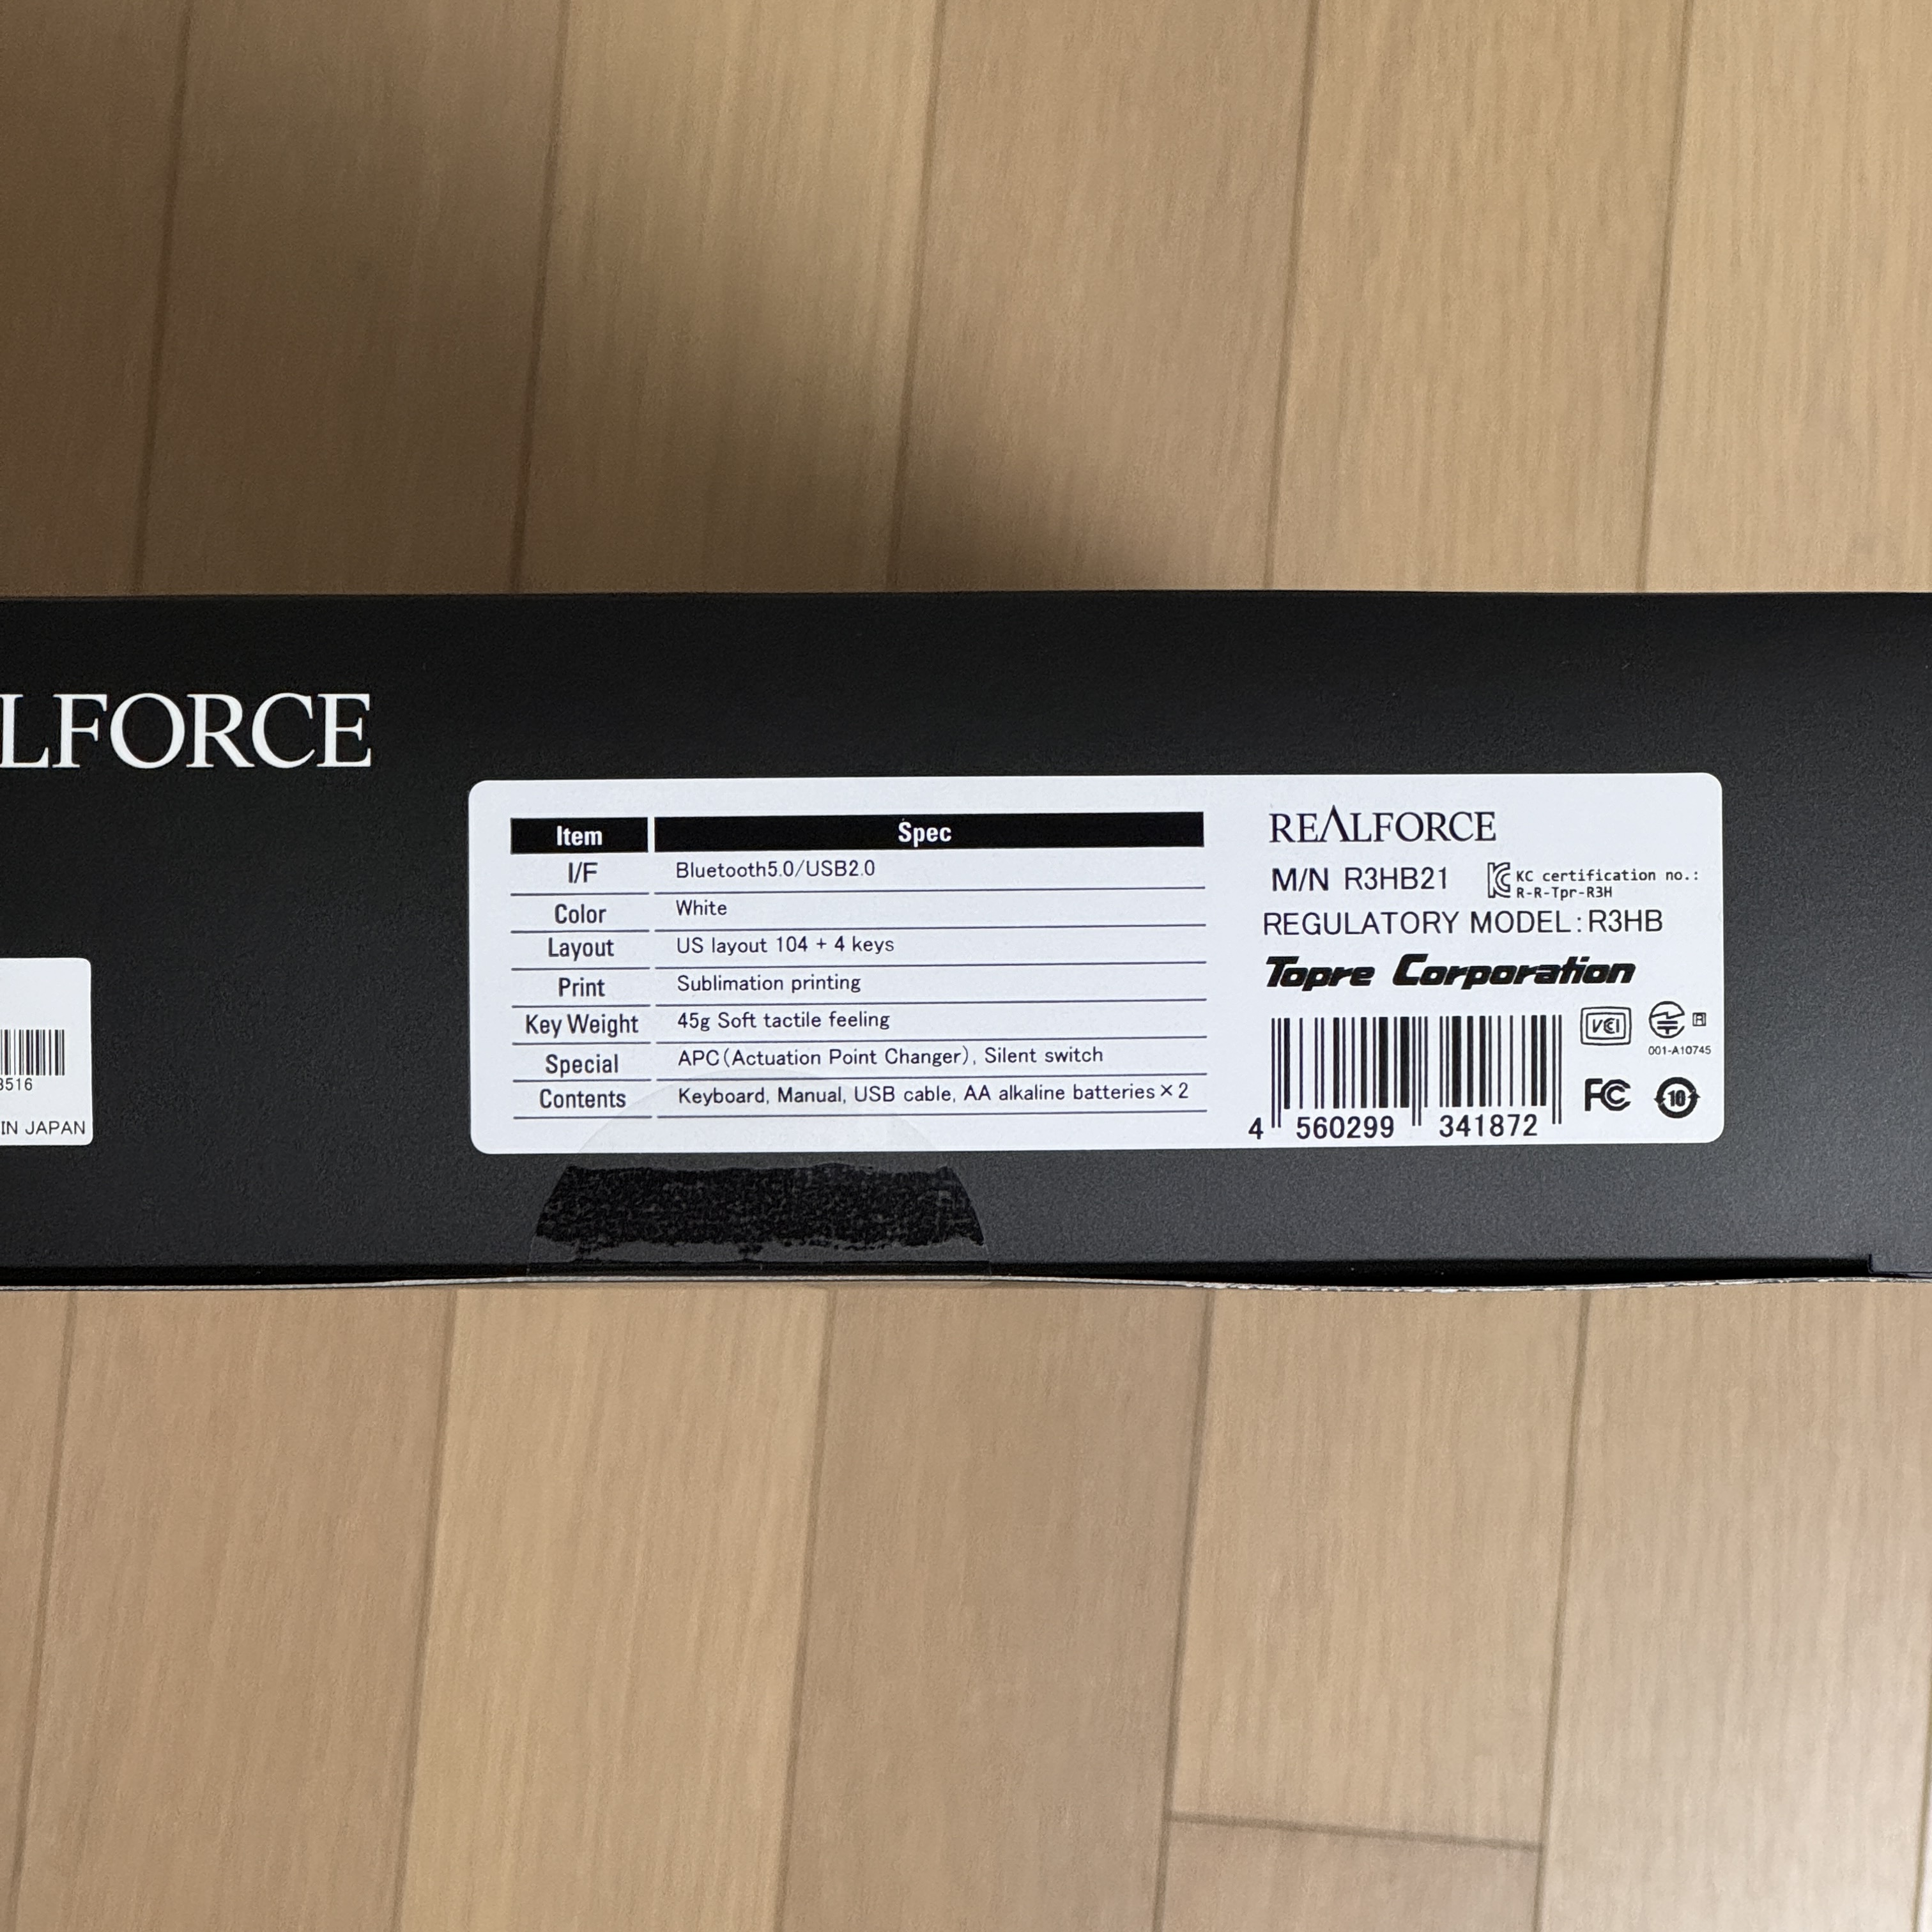 LFORCE
3516
IN JAPAN
Item Spec
I/F Bluetooth5.0/USB2.0
Color White
Layout US layout 104 + 4 keys
Print Sublimation printing
Key Weight 45g Soft tactile feeling
Special APC(Actuation Point Changer), Silent switch
Contents Keyboard, Manual, USB cable, AA alkaline batteries×2
REALFORCE
M/N R3HB21
KC certification no.:
R-R-Tpr-R3H
REGULATORY MODEL:R3HB
Topre Corporation
VCI
R
001-A10745
FC
10
4 560299 341872